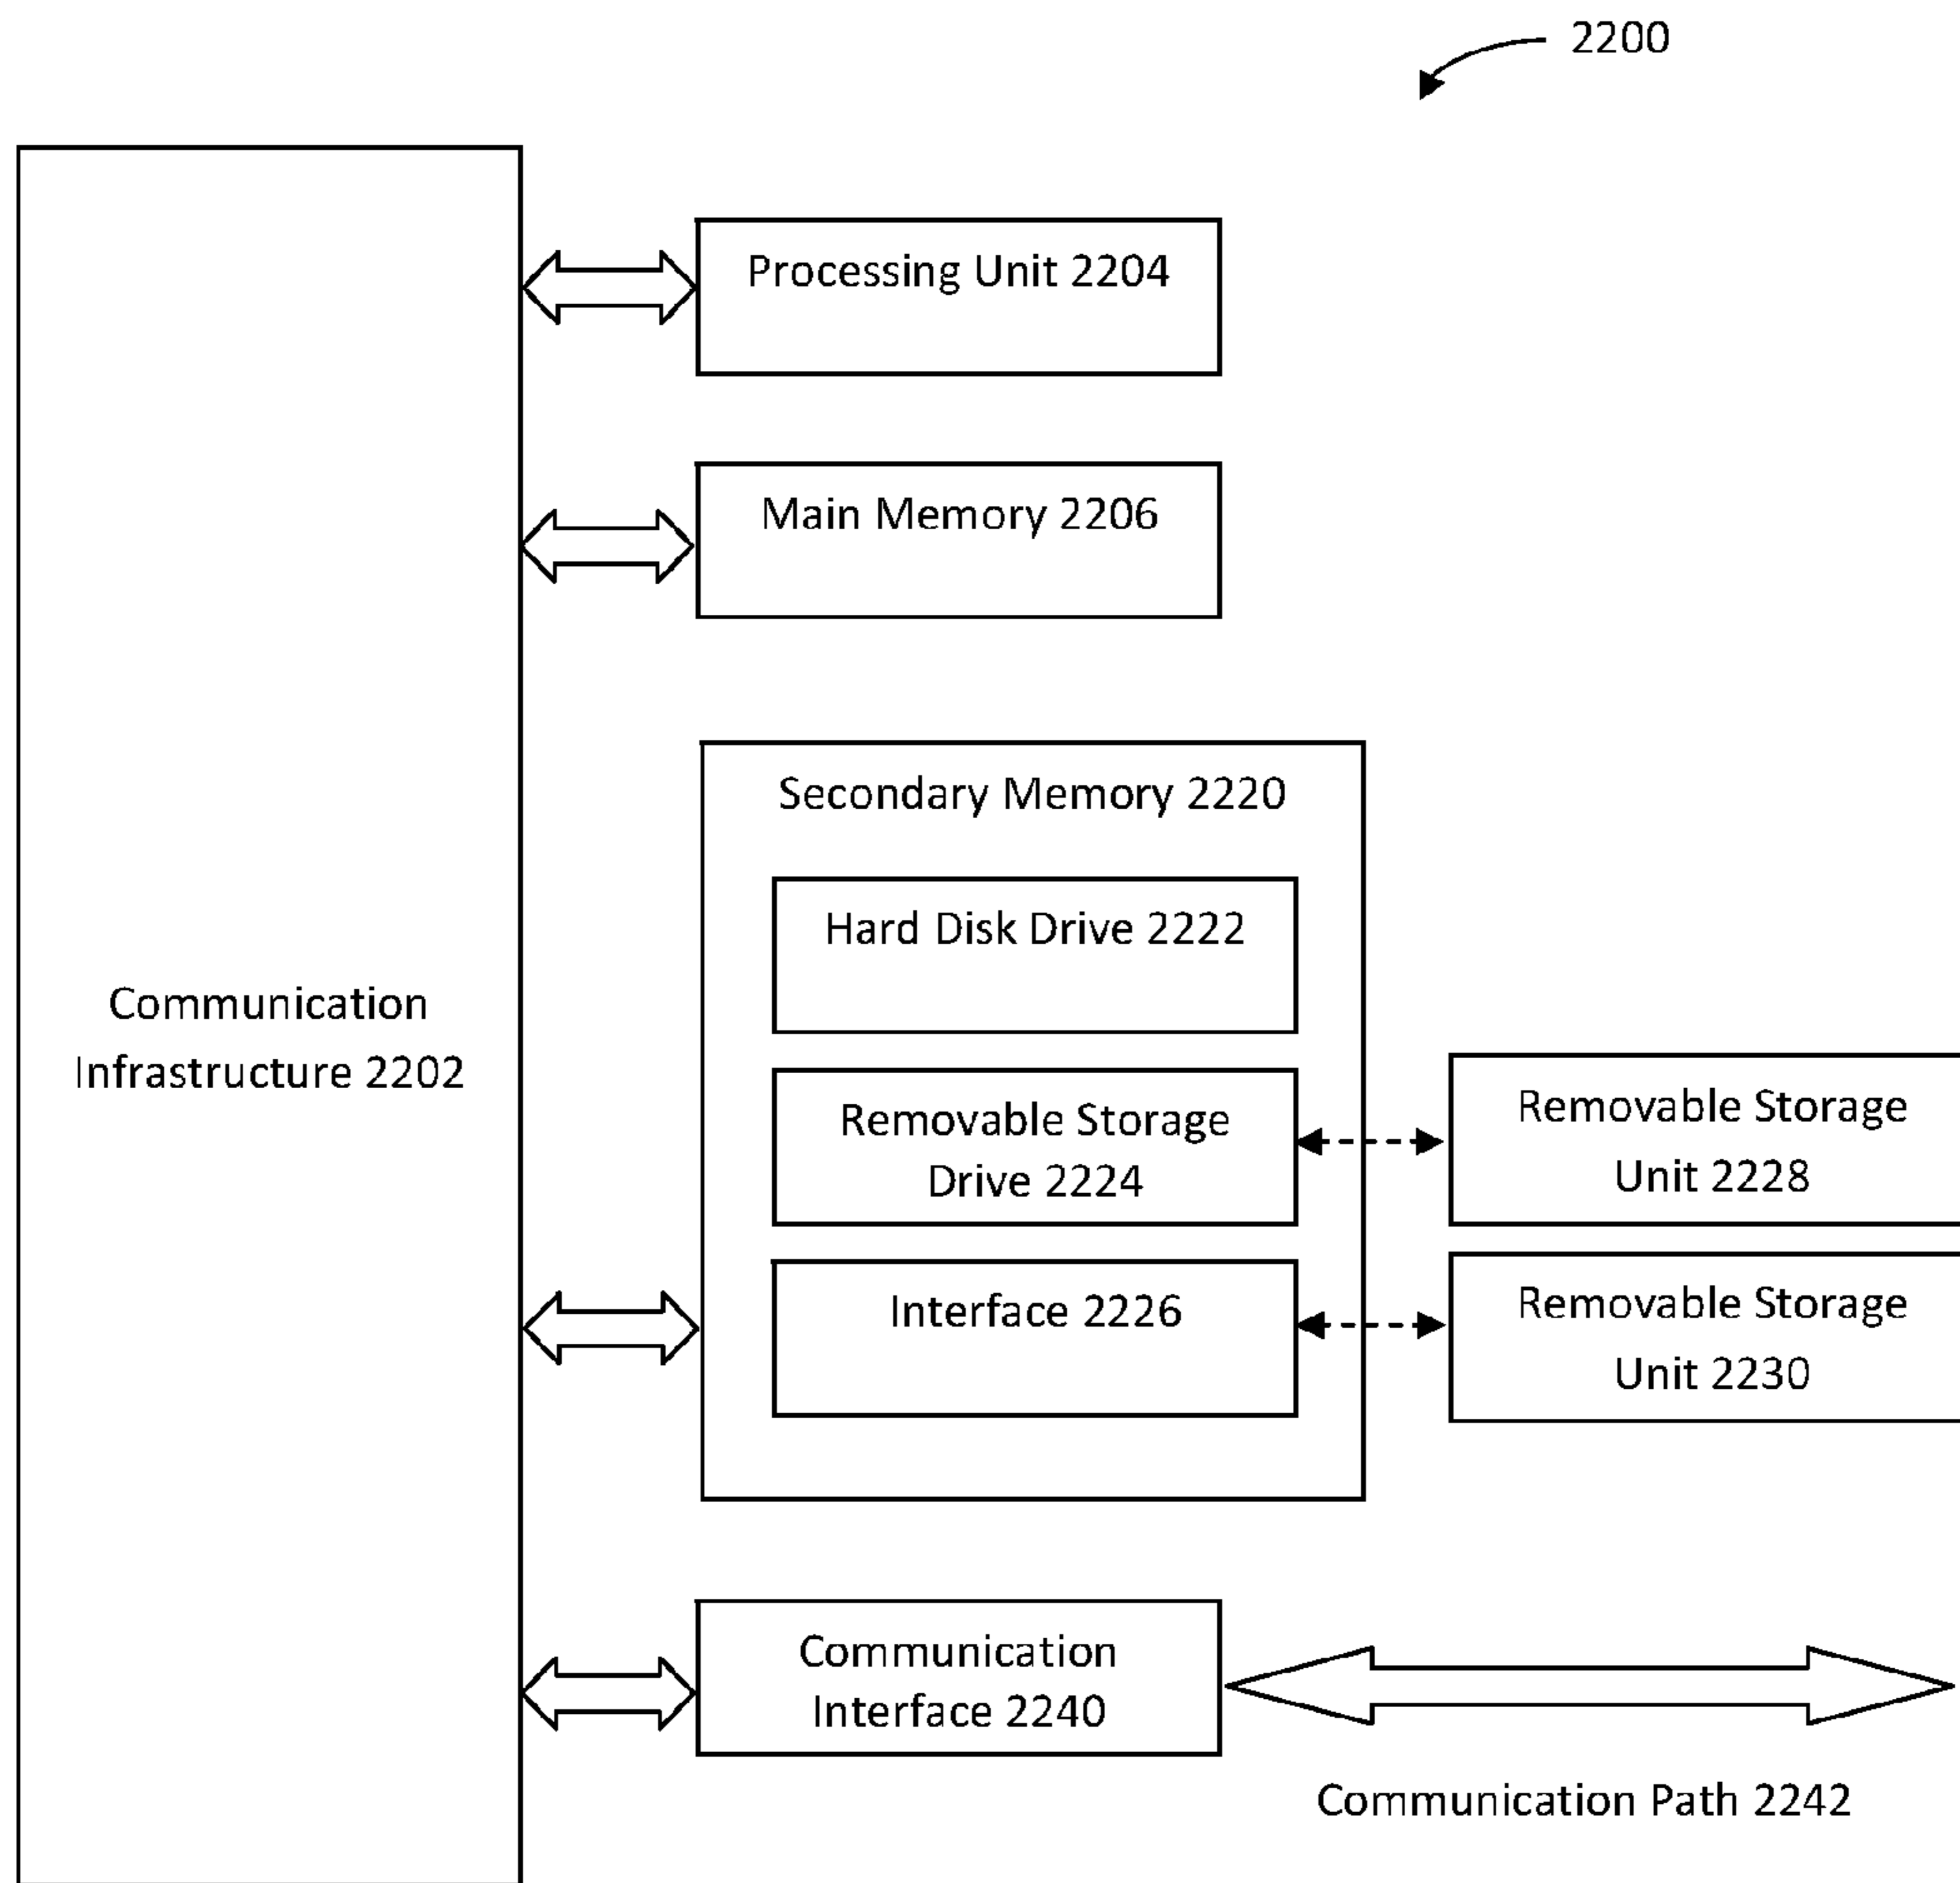 2200
Processing Unit 2204
Main Memory 2206
Secondary Memory 2220
Hard Disk Drive 2222
Communication
Infrastructure 2202
Removable Storage
Drive 2224
Removable Storage
Unit 2228
Interface 2226
Removable Storage
Unit 2230
Communication
Interface 2240
Communication Path 2242